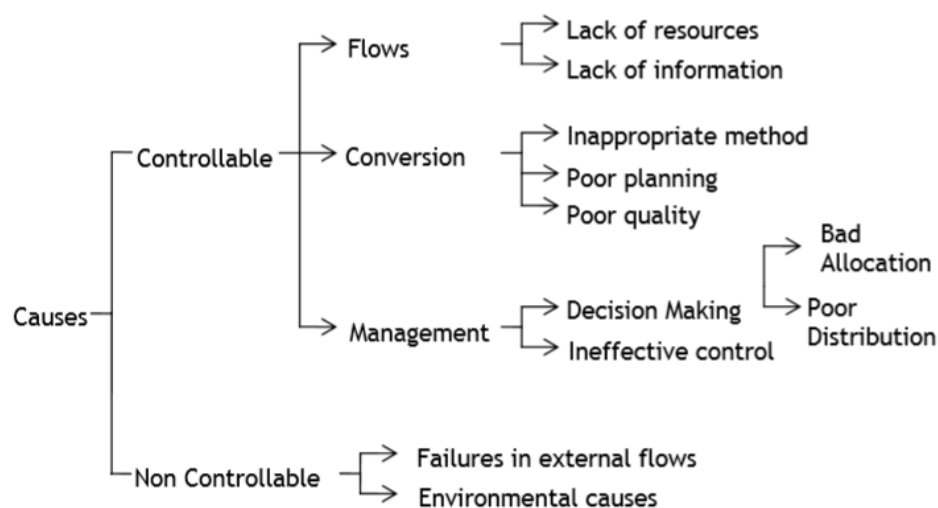 Flows
Lack of resources
Lack of information
Controllable
Conversion
Inappropriate method
Poor planning
Poor quality
Bad
Allocation
Causes
Management
Decision Making
Poor
Distribution
Ineffective control
Non Controllable
Failures in external flows
Environmental causes